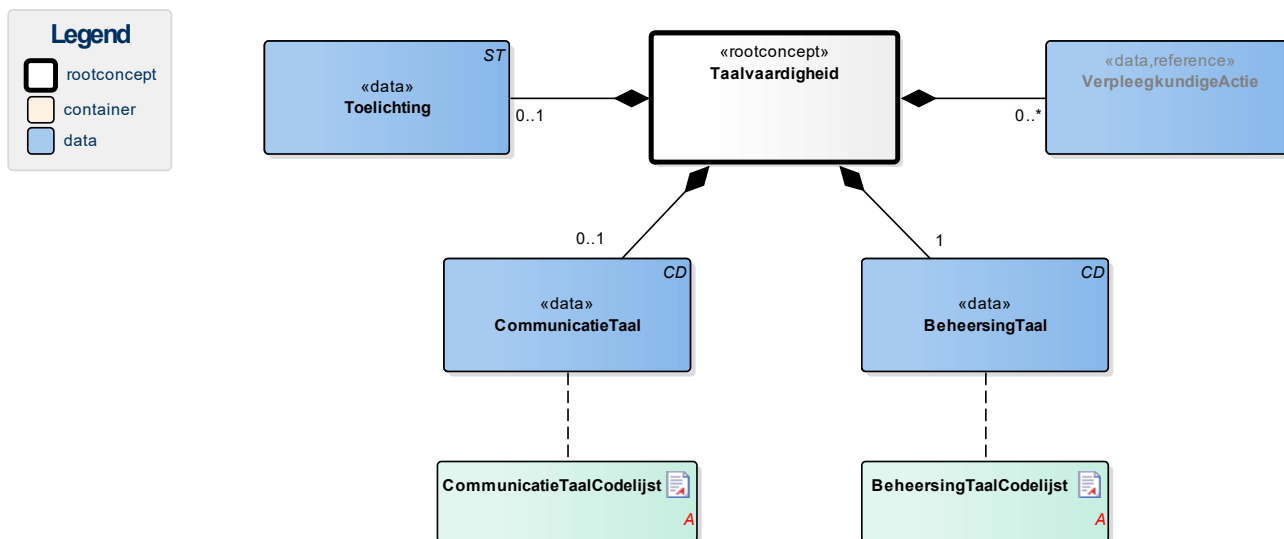 Legend
rootconcept
container
data
ST
«data»
Toelichting
0..1
«rootconcept»
Taalvaardigheid
«data,reference»
VerpleegkundigeActie
0..*
0..1
1
CD
«data»
CommunicatieTaal
CD
«data»
BeheersingTaal
CommunicatieTaalCodelijst
A
BeheersingTaalCodelijst
A